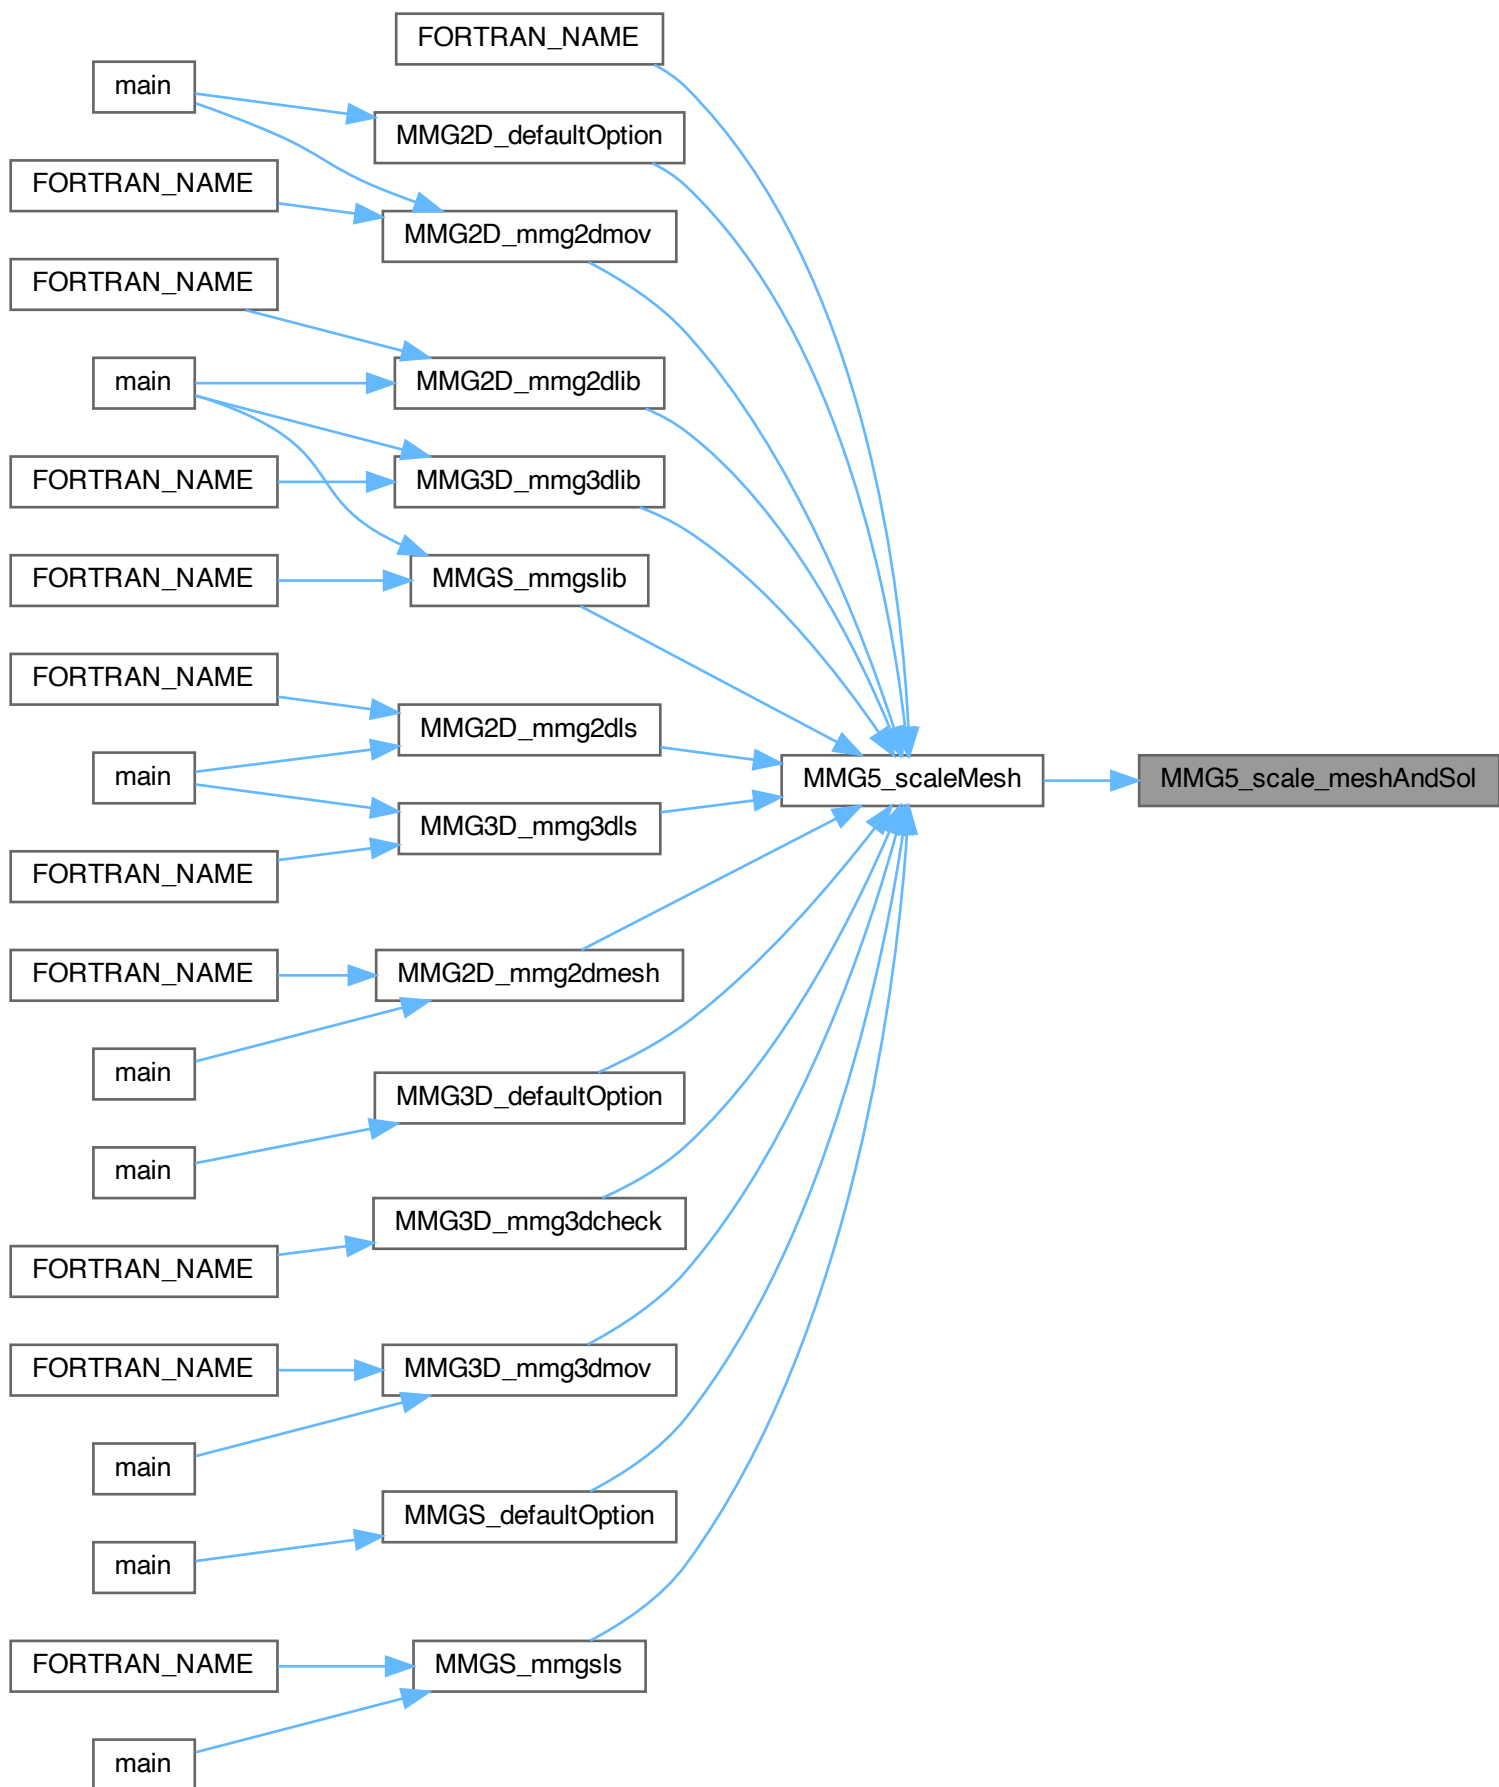 FORTRAN_NAME
main
MMG2D_defaultOption
FORTRAN_NAME
MMG2D_mmg2dmov
FORTRAN_NAME
main
MMG2D_mmg2dlib
FORTRAN_NAME
MMG3D_mmg3dlib
FORTRAN_NAME
MMGS_mmgslib
FORTRAN_NAME
MMG2D_mmg2dls
main
MMG5_scaleMesh
MMG5_scale_meshAndSol
MMG3D_mmg3dls
FORTRAN_NAME
FORTRAN_NAME
MMG2D_mmg2dmesh
main
MMG3D_defaultOption
main
MMG3D_mmg3dcheck
FORTRAN_NAME
FORTRAN_NAME
MMG3D_mmg3dmov
main
MMGS_defaultOption
main
FORTRAN_NAME
MMGS_mmgsls
main